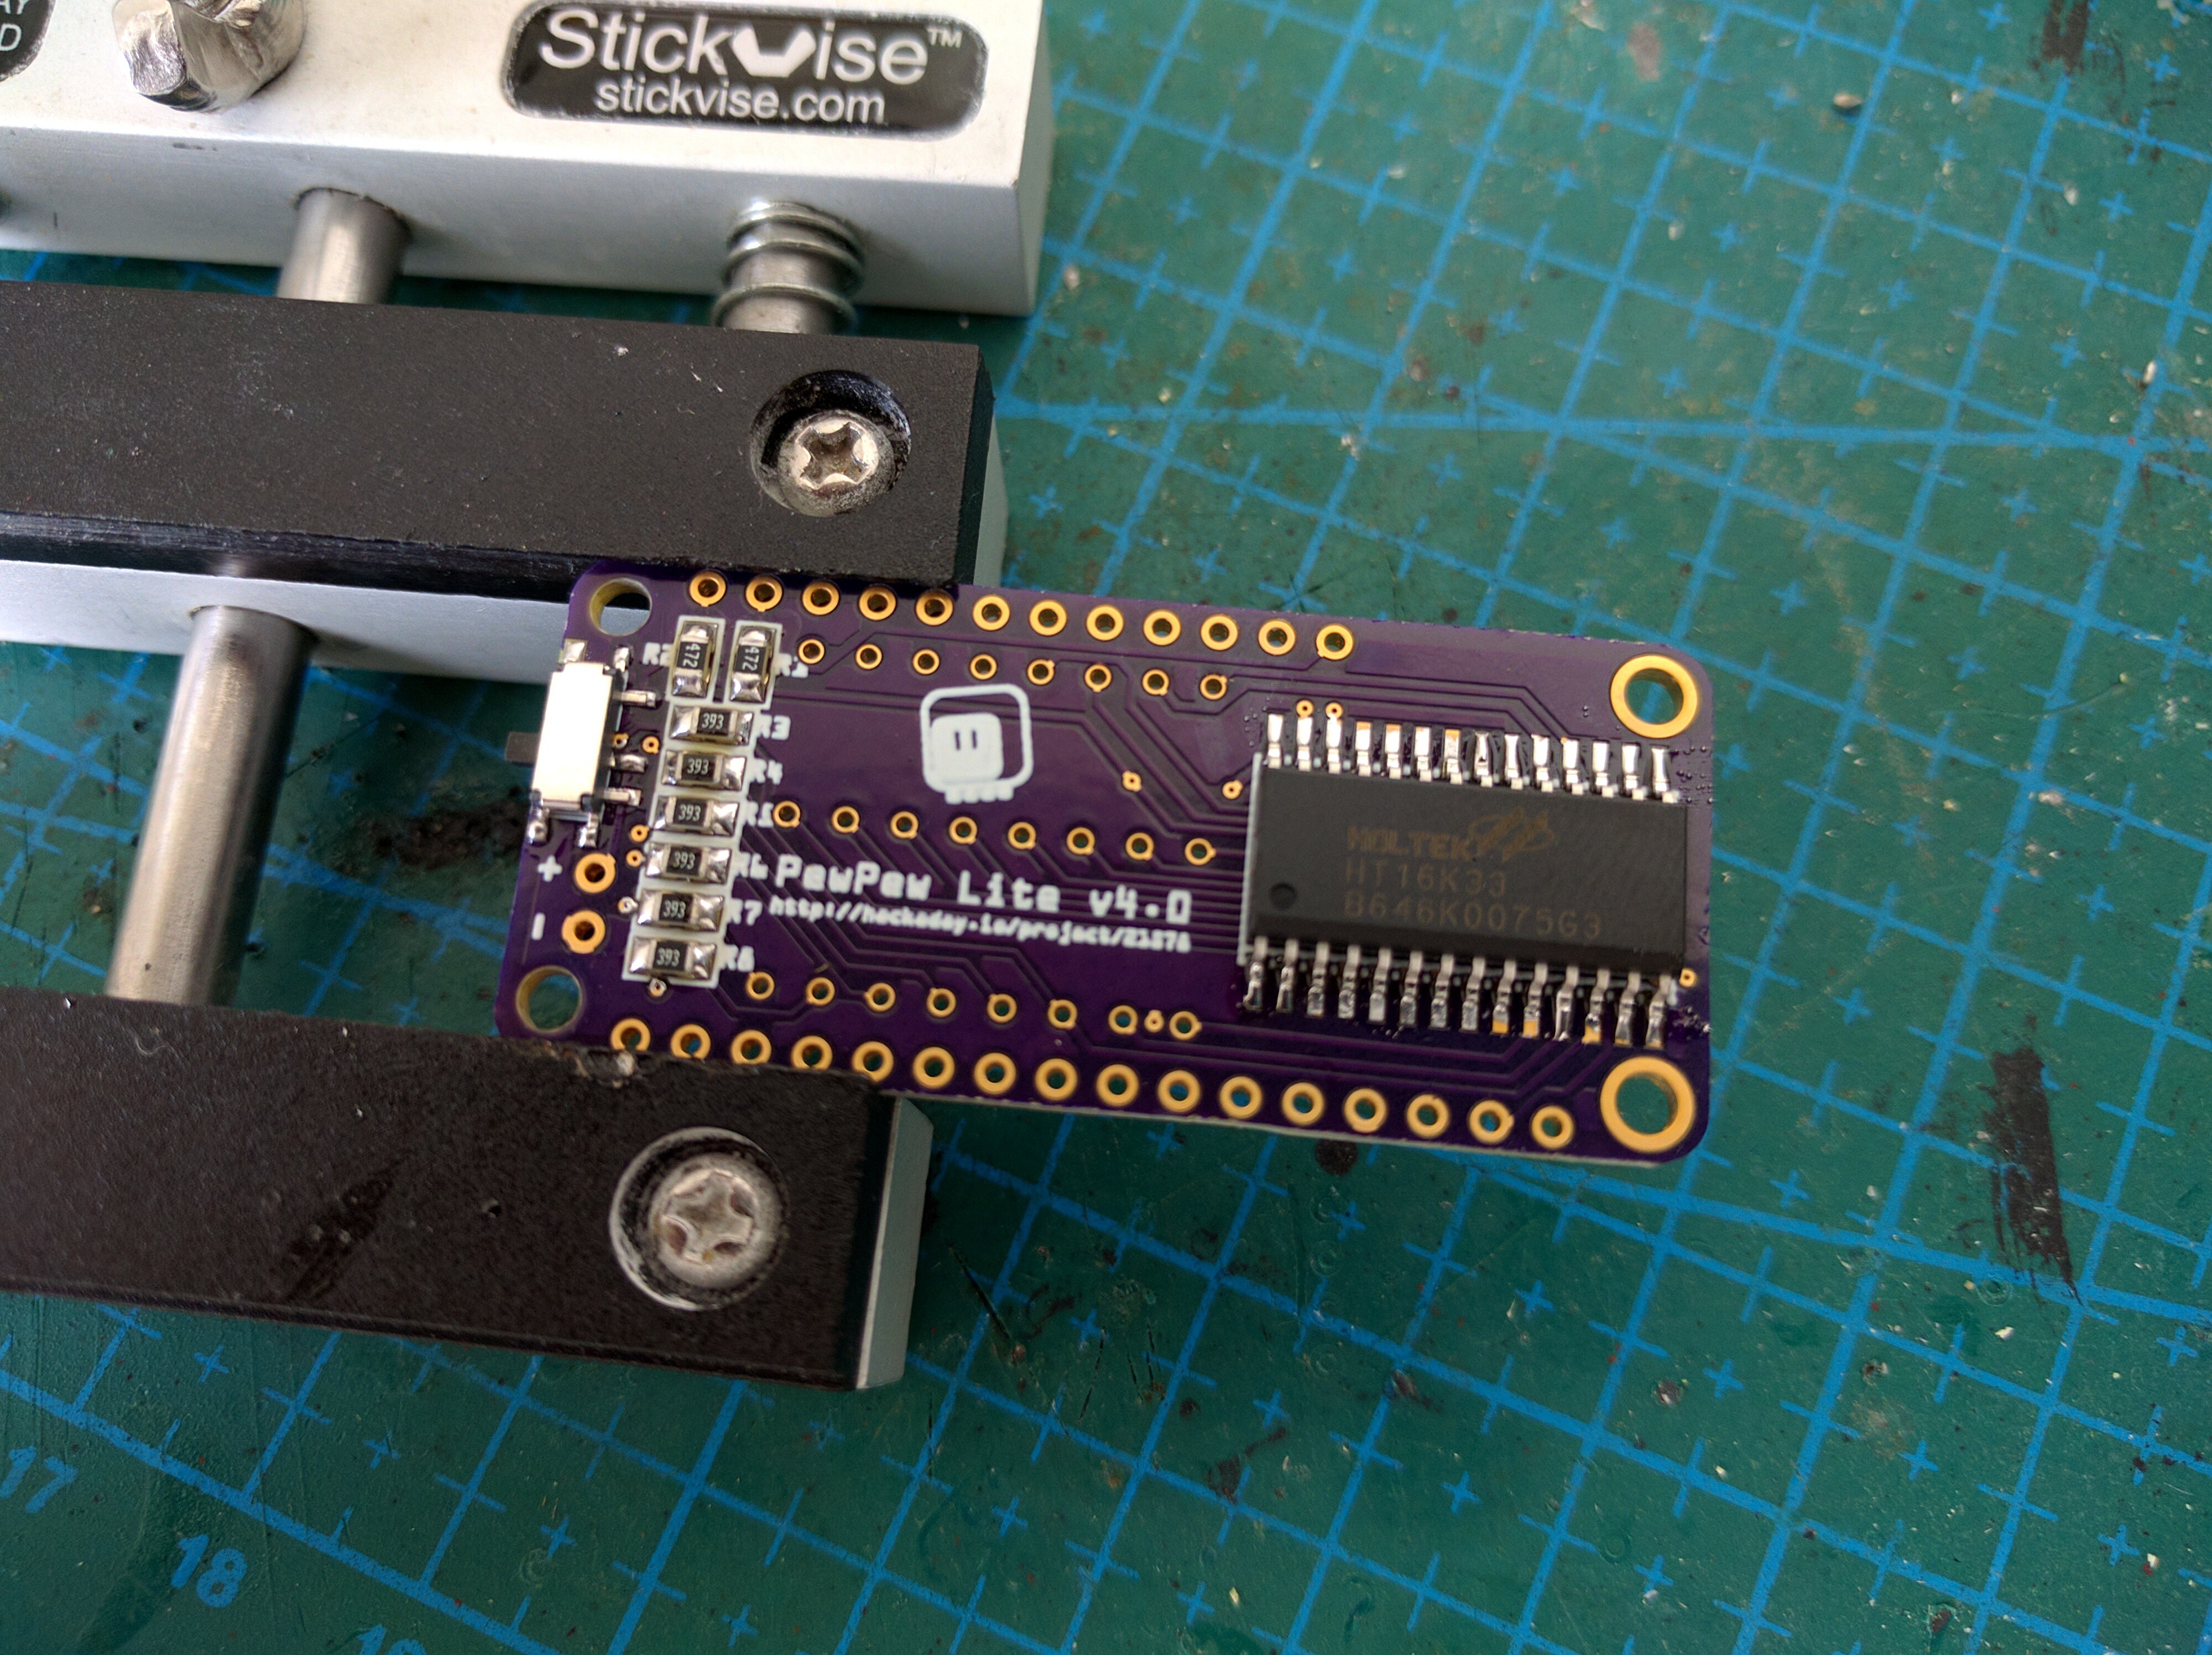 AY
D
StickVise™
stickvise.com
R2
472
472
393
R3
393
R4
393
393
R6
393
R7
393
R8
+
-
PewPew Lite v4.0
http://hackaday.io/project/21578
HOLTEK
HT16K33
B646K0075G3
17
18